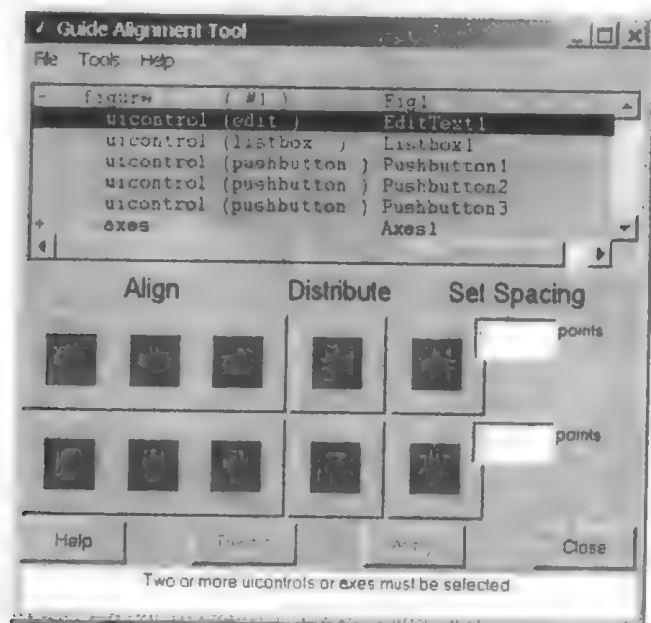 Guide Alignment Tool
File Tools Help
- figure ( #1 ) Fig1
uicontrol (edit ) EditText1
uicontrol (listbox ) Listbox1
uicontrol (pushbutton ) Pushbutton1
uicontrol (pushbutton ) Pushbutton2
uicontrol (pushbutton ) Pushbutton3
+ axes Axes1
Align Distribute Set Spacing
points
points
Help Close
Two or more uicontrols or axes must be selected